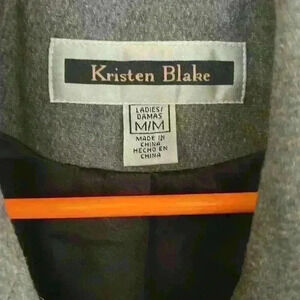 Kristen Blake
LADIES/
DAMAS
M/M
MADE IN
CHINA
HECHO EN
CHINA